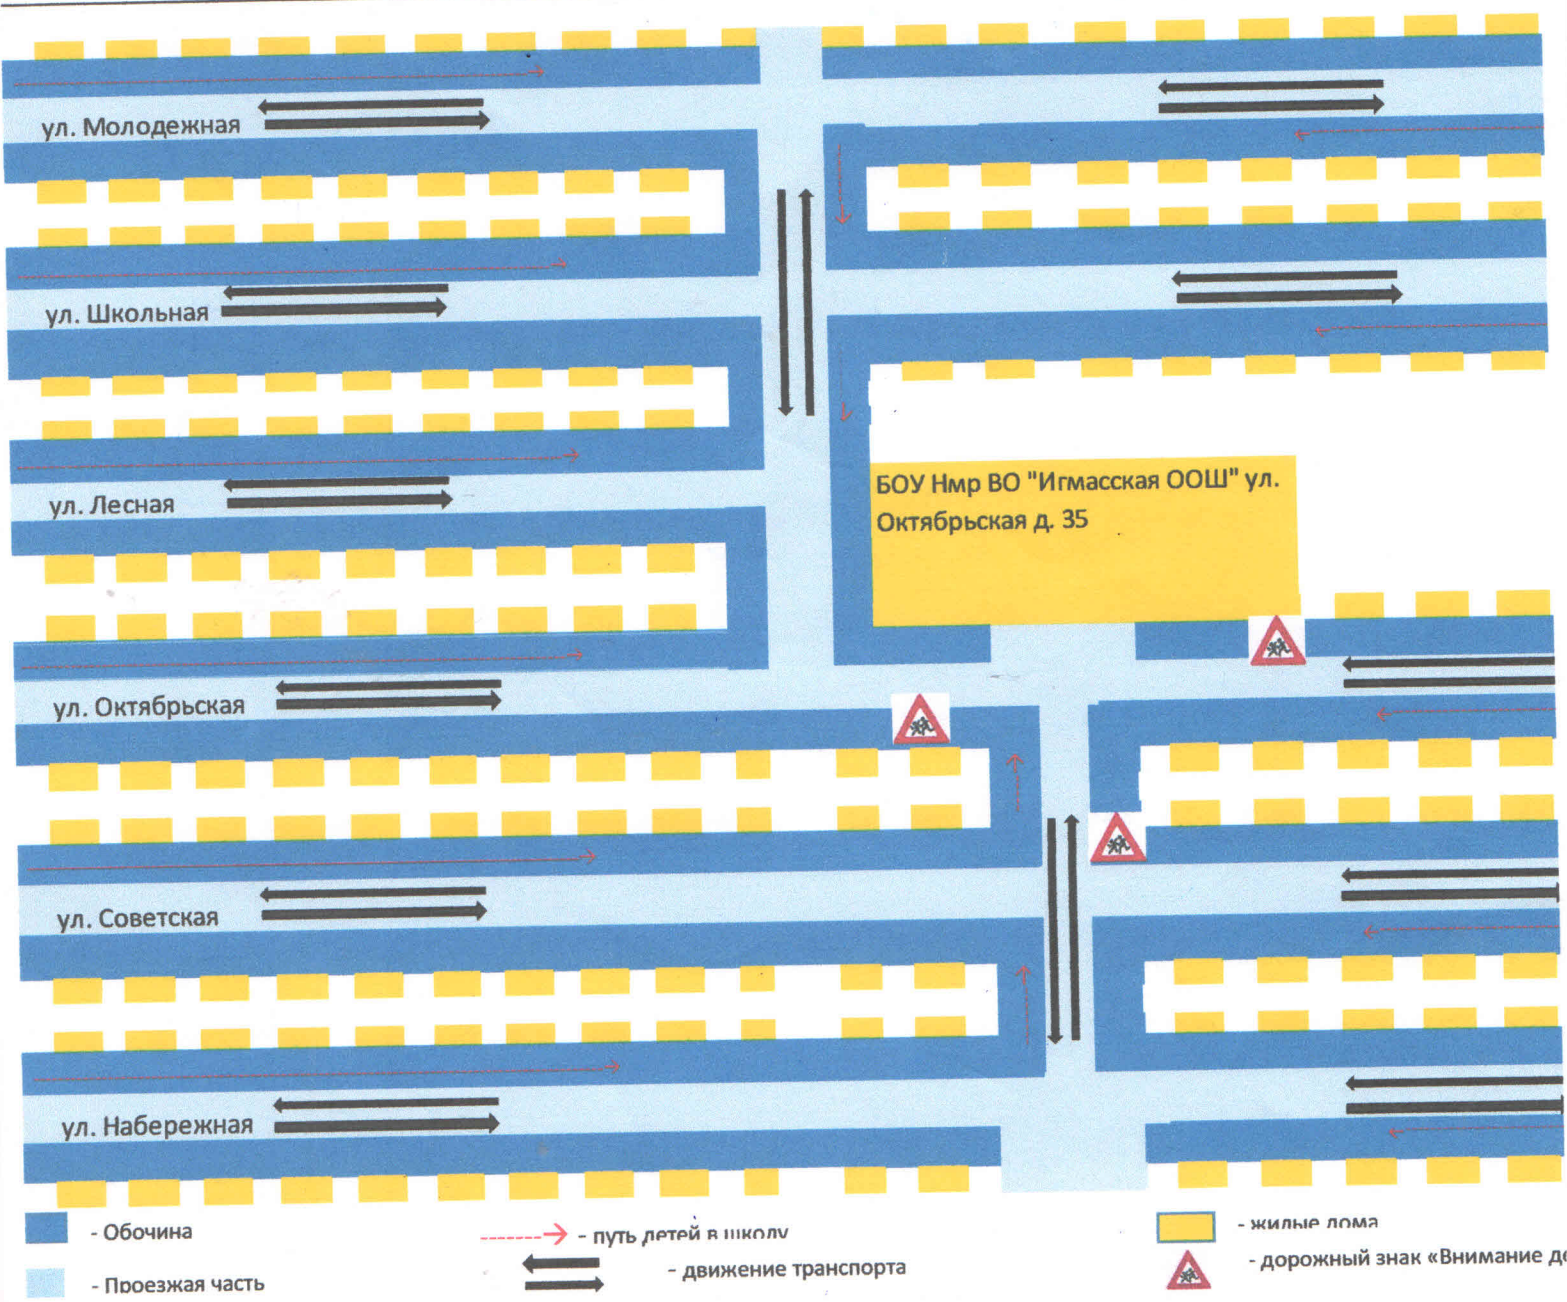 ул. Молодежная
ул. Школьная
ул. Лесная
БОУ Нмр ВО "Игмасская ООШ" ул.
Октябрьская д. 35
ул. Октябрьская
ул. Советская
ул. Набережная
- Обочина
- путь детей в школу
- жилые дома
- Проезжая часть
- движение транспорта
- дорожный знак «Внимание де